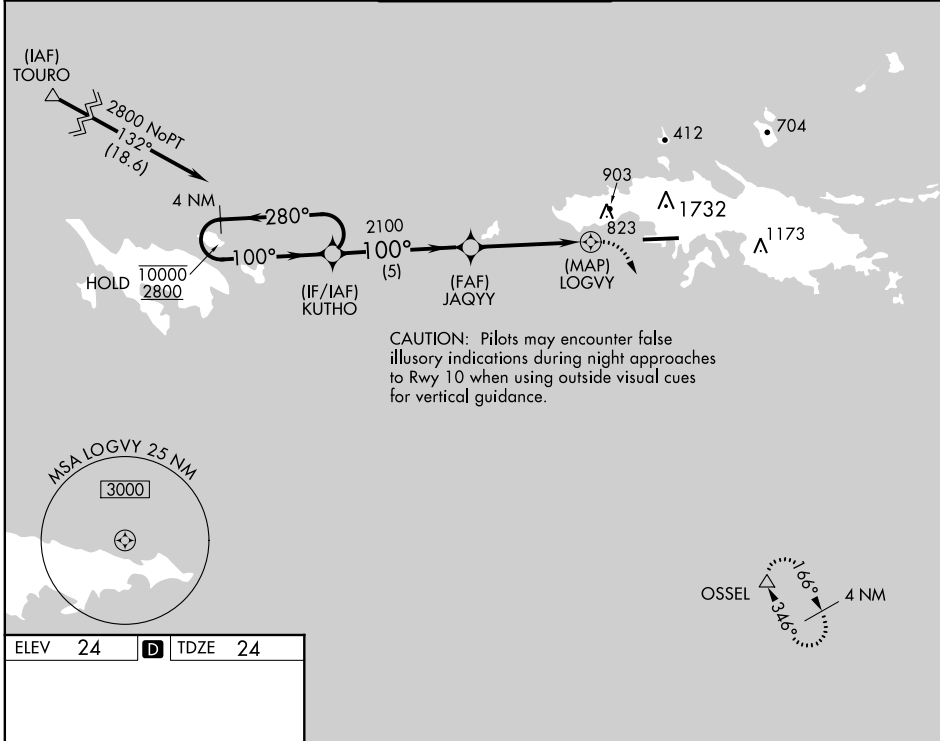 (IAF)
TOURO
2800 NoPT
132°
(18.6)
4 NM
280°
100°
HOLD
10000
2800
(IF/IAF)
KUTHO
2100
100°
(5)
(FAF)
JAQYY
(MAP)
LOGVY
903
823
412
704
1732
1173
CAUTION: Pilots may encounter false
illusory indications during night approaches
to Rwy 10 when using outside visual cues
for vertical guidance.
MSA LOGVY 25 NM
3000
OSSEL
166°
346°
4 NM
ELEV 24 D TDZE 24